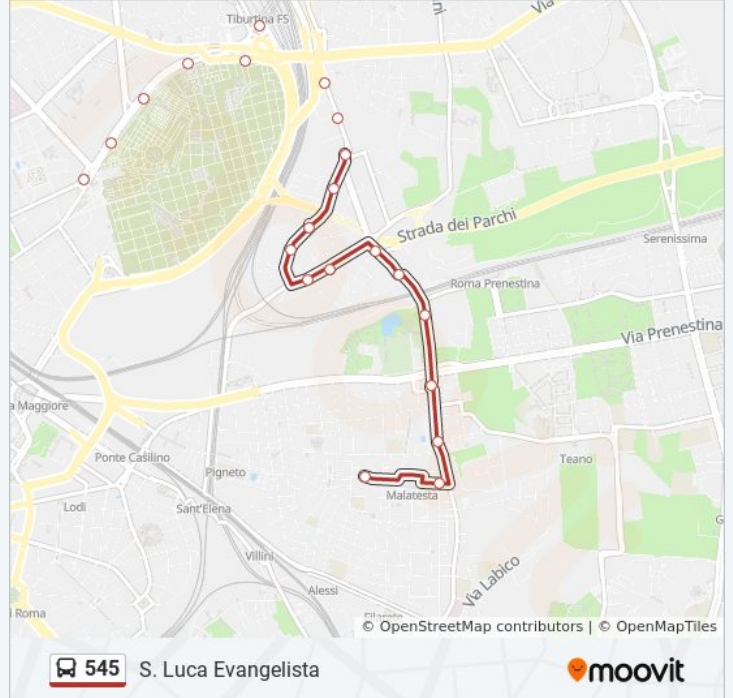 Tiburtina FS
Via
Strada dei Parchi
Serenissima
Roma Prenestina
Via Prenestina
a Maggiore
Ponte Casilino
Pigneto
Teano
Malatesta
Lodi
Sant'Elena
G
Villini
Via Labico
Alessi
i Roma
© OpenStreetMap contributors | © OpenMapTiles
545 S. Luca Evangelista
moovit